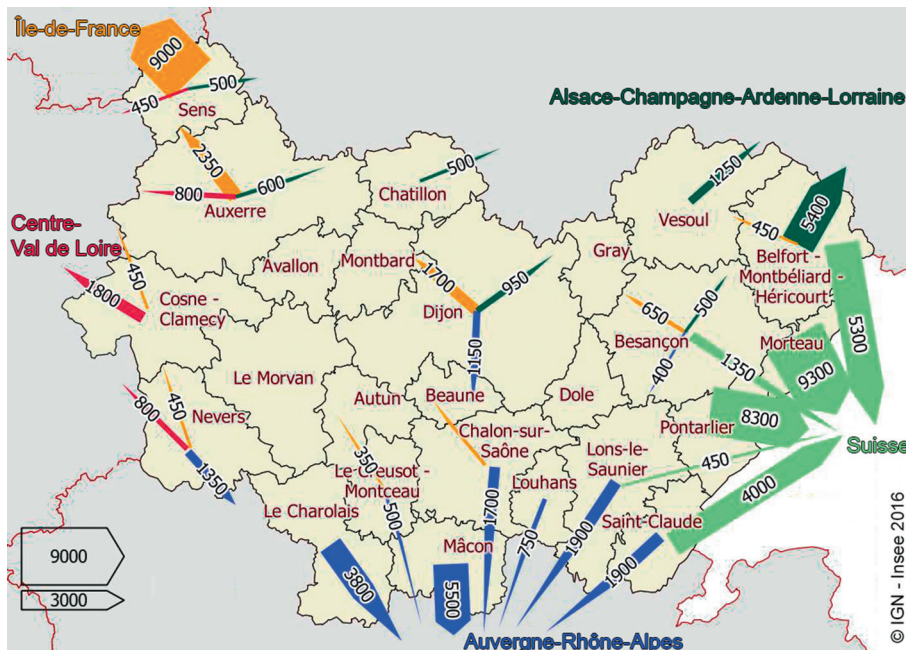 Île-de-France
9000
500
450
Sens
Alsace-Champagne-Ardenne-Lorraine
2350
800
600
Auxerre
500
Chatillon
1250
Vesoul
450
5400
Centre-
Val de Loire
450
1800
Cosne -
Clamecy
Avallon
Montbard
1700
950
Dijon
1150
Gray
Belfort -
Montbéliard -
Héricourt
5300
650
500
Besançon
400
1350
Morteau
9300
Le Morvan
Autun
Beaune
Dole
Pontarlier
8300
Suisse
800
450
Nevers
1350
Chalon-sur-
Saône
Lons-le-
Saunier
450
350
Le Creusot -
Montceau
500
1700
Louhans
750
4000
Le Charolais
Saint-Claude
1900
1900
Mâcon
3800
5500
Auvergne-Rhône-Alpes
9000
3000
© IGN - Insee 2016